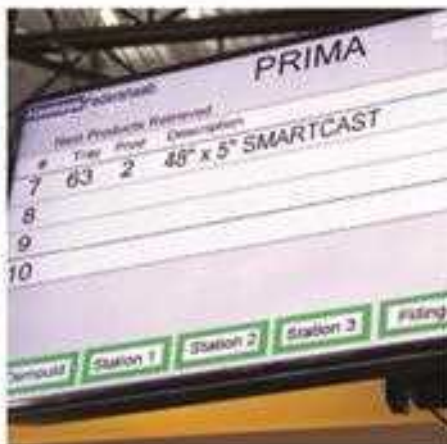 PRIMA
Next Products Retrieved
# Tray Prod Description
7 63 2 48" x 5" SMARTCAST
8
9
10
Demould Station 1 Station 2 Station 3